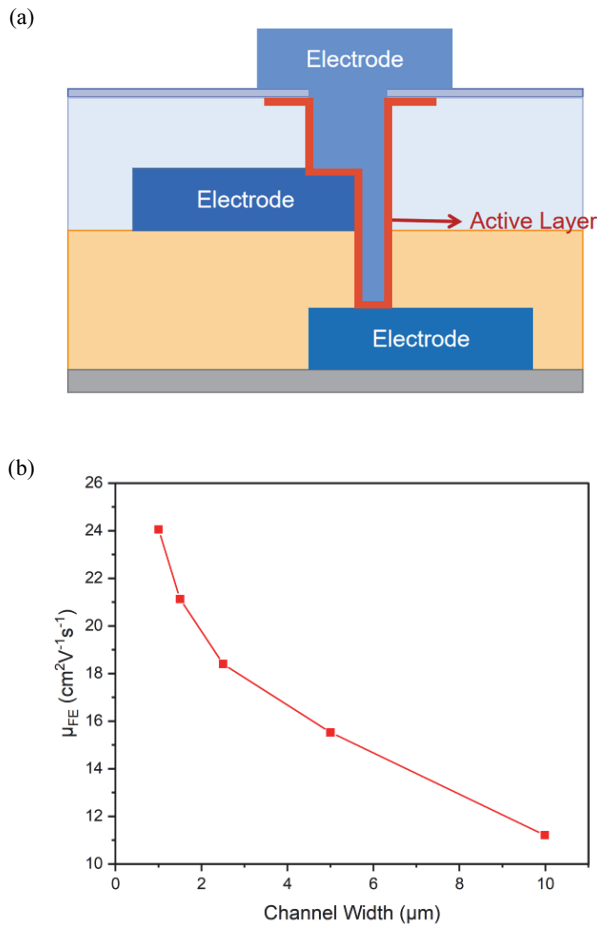 (a)
Electrode
Electrode
Active Layer
Electrode
(b)
26
24
22
20
18
16
14
12
10
μFE (cm²V⁻¹s⁻¹)
0
2
4
6
8
10
Channel Width (μm)